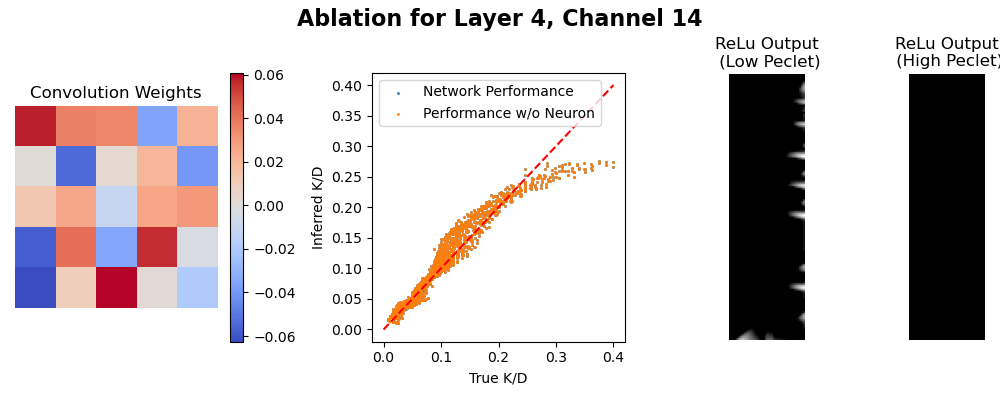 Ablation for Layer 4, Channel 14
Convolution Weights
0.06
0.04
0.02
0.00
−0.02
−0.04
−0.06
Network Performance
Performance w/o Neuron
Inferred K/D
0.40
0.35
0.30
0.25
0.20
0.15
0.10
0.05
0.00
0.0 0.1 0.2 0.3 0.4
True K/D
ReLu Output
(Low Peclet)
ReLu Output
(High Peclet)